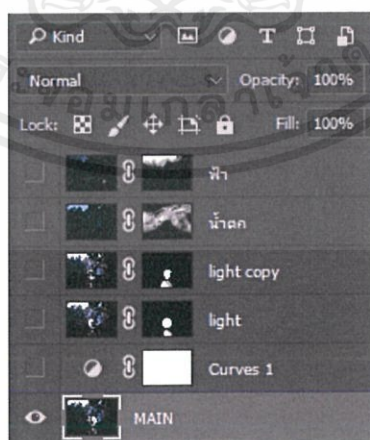 Kind
Normal Opacity: 100%
Lock: Fill: 100%
ฟ้า
น้ำตก
light copy
light
Curves 1
MAIN